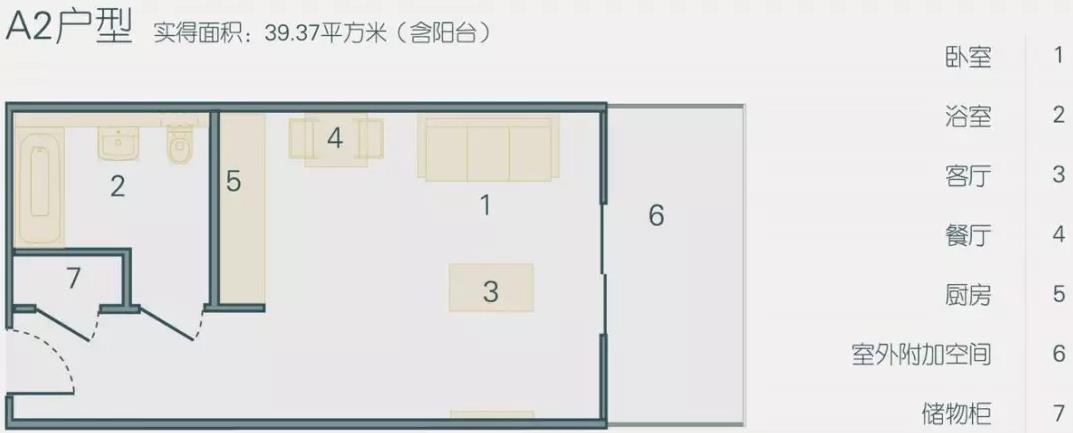 A2户型 实得面积：39.37平方米（含阳台）
卧室 1
浴室 2
客厅 3
餐厅 4
厨房 5
室外附加空间 6
储物柜 7
4
2
5
1
6
7
3